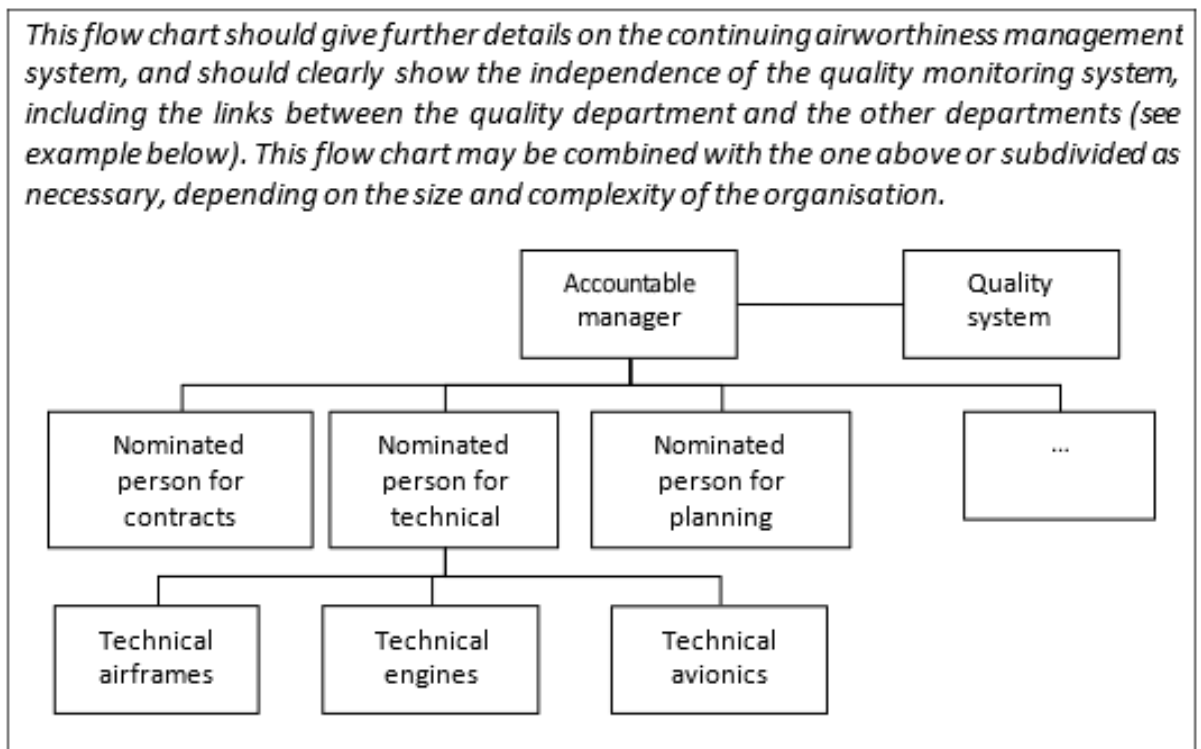 This flow chart should give further details on the continuing airworthiness management
system, and should clearly show the independence of the quality monitoring system,
including the links between the quality department and the other departments (see
example below). This flow chart may be combined with the one above or subdivided as
necessary, depending on the size and complexity of the organisation.
Accountable
manager
Quality
system
Nominated
person for
contracts
Nominated
person for
technical
Nominated
person for
planning
...
Technical
airframes
Technical
engines
Technical
avionics